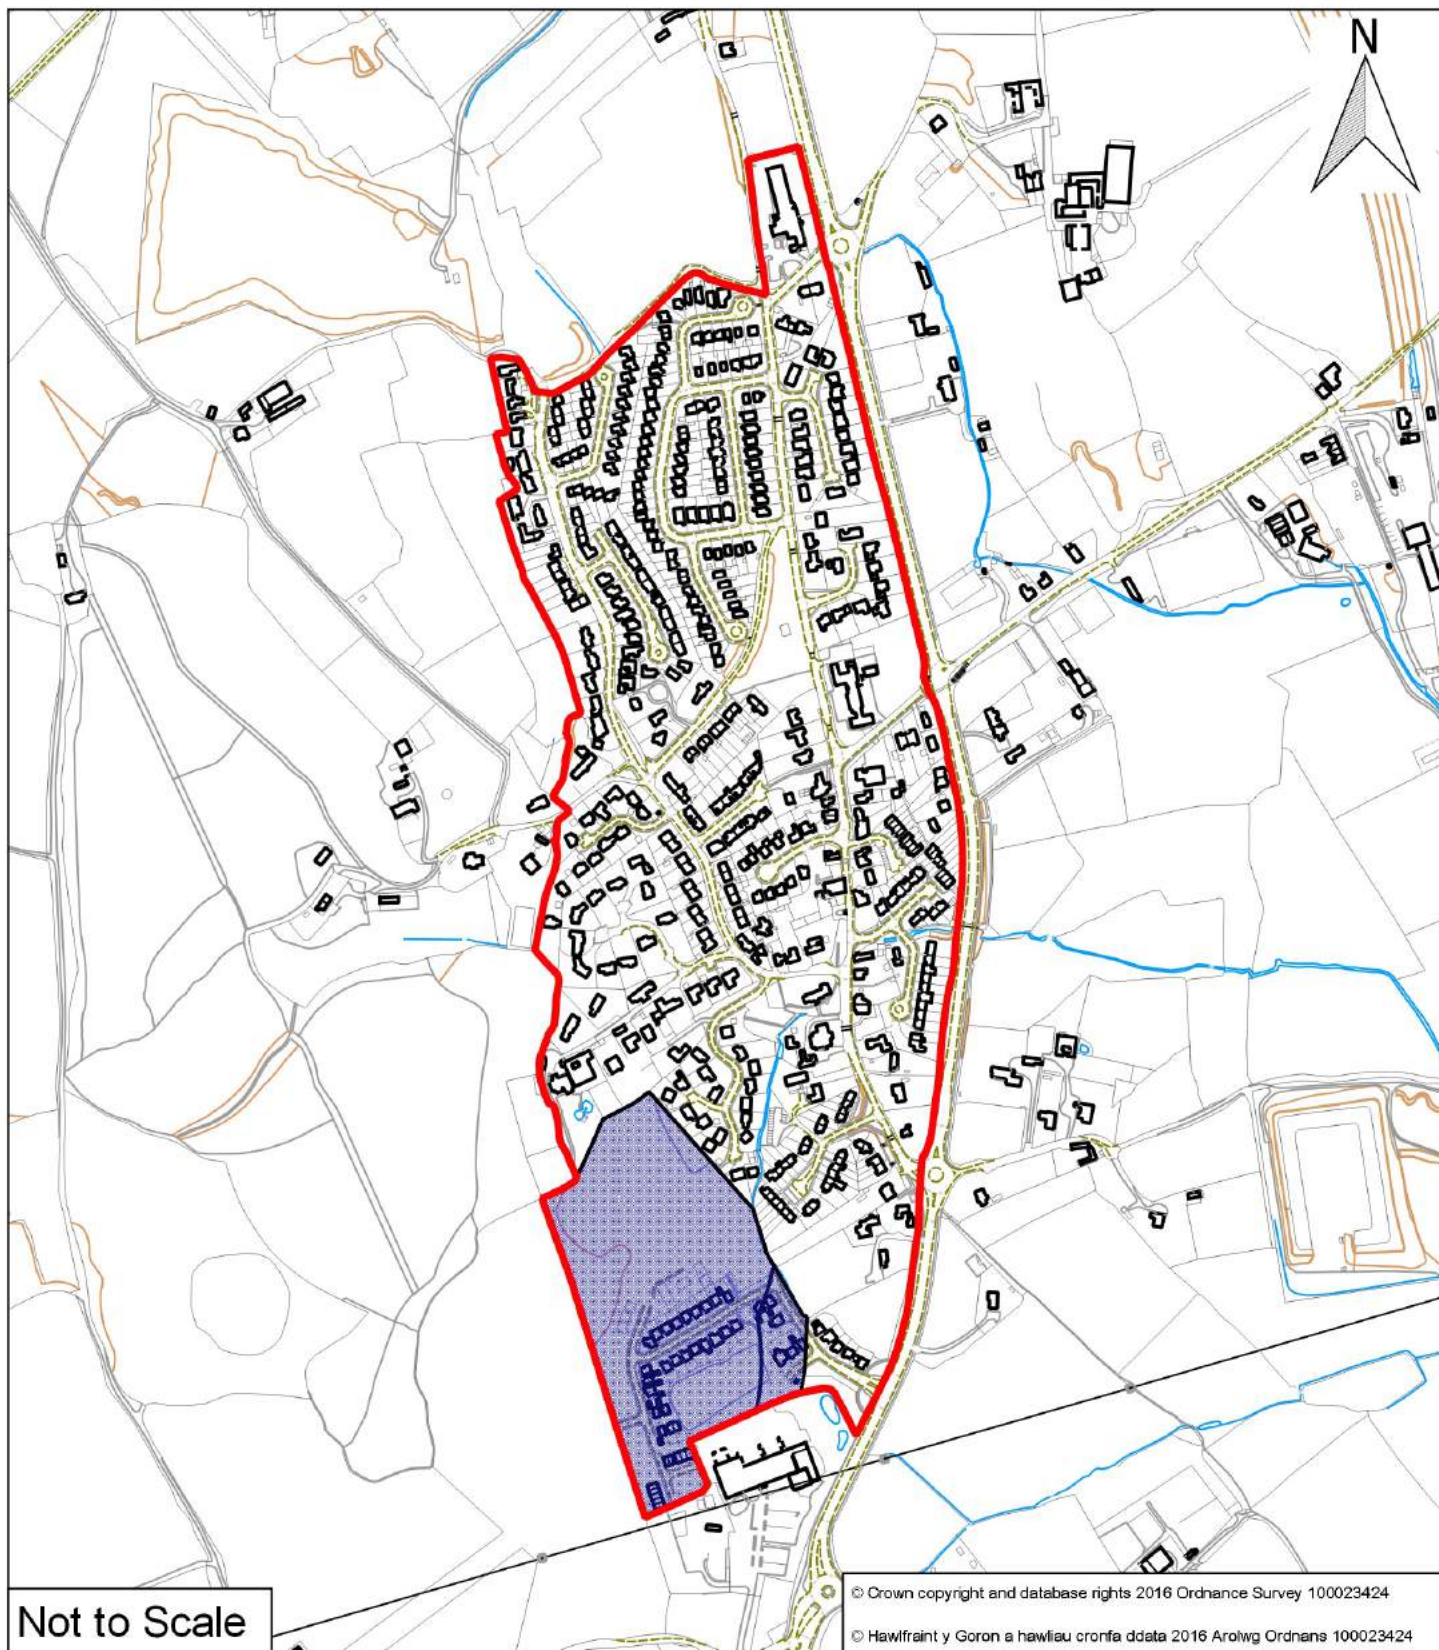 N
Not to Scale
© Crown copyright and database rights 2016 Ordnance Survey 100023424
© Hawlfraint y Goron a hawliau cronfa ddata 2016 Arolwg Ordnans 100023424